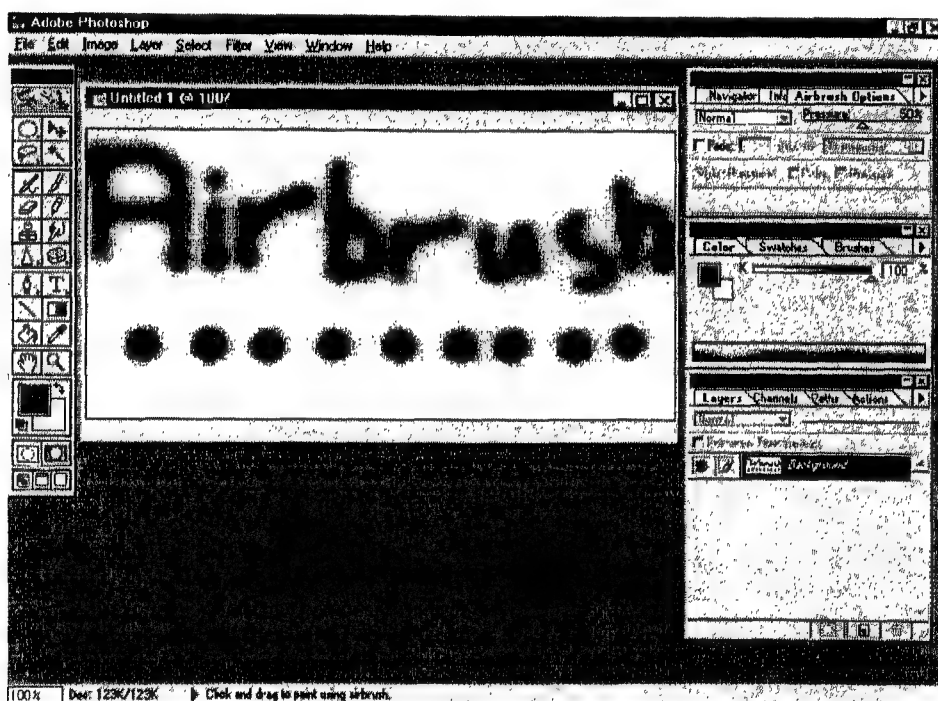 Adobe Photoshop
File Edit Image Layer Select Filter View Window Help
Untitled 1 @ 100%
Airbrush
Navigator Airbrush Options
Normal Pressure: 50%
Fade:
Color Swatches Brushes
K 100 %
Layers Channels Paths Actions
Normal
Background
100% Doc: 123K/123K Click and drag to paint using airbrush.